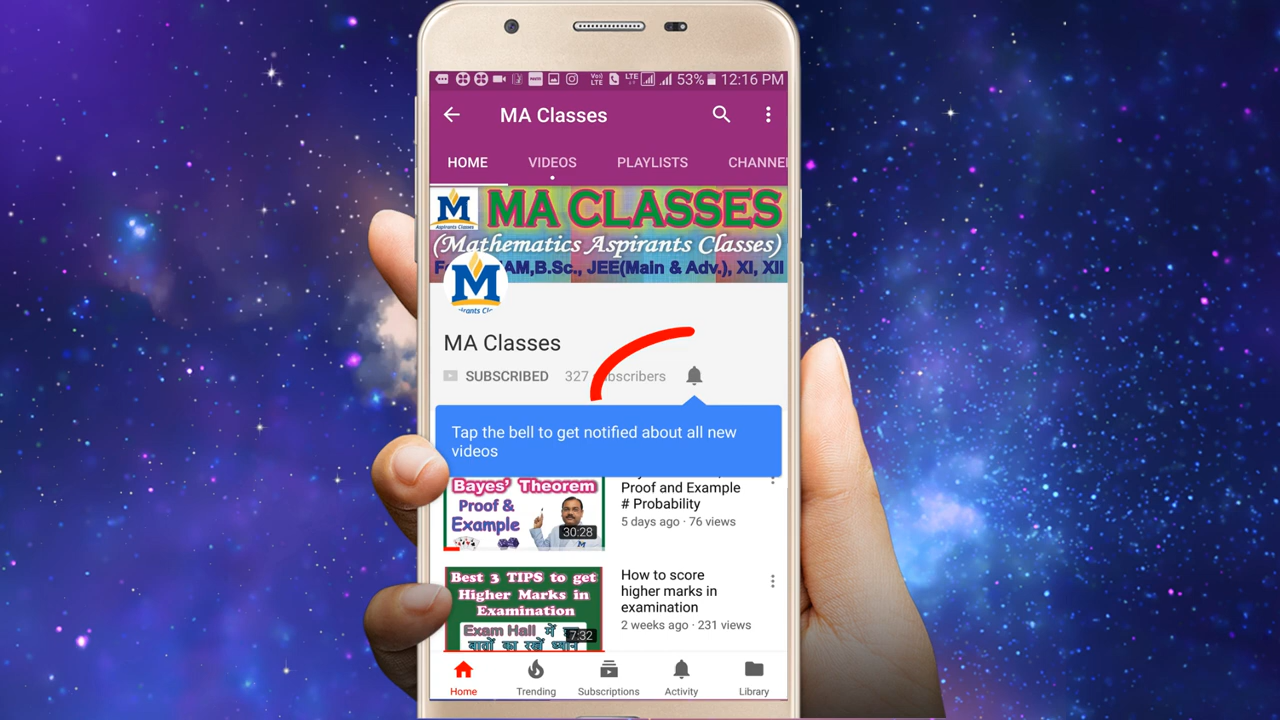 53% 12:16 PM
MA Classes
HOME VIDEOS PLAYLISTS CHANNE
M MA CLASSES
Aspirants Classes
(Mathematics Aspirants Classes)
AM,B.Sc., JEE(Main & Adv.), XI, XII
M
MA Classes
SUBSCRIBED 327 subscribers
Tap the bell to get notified about all new
videos
Bayes' Theorem
Proof &
Example
30:28
M
Proof and Example
# Probability
5 days ago · 76 views
Best 3 TIPS to get
Higher Marks in
Examination
Exam Hall में
7:32
बातों का रखें ध्यान
How to score
higher marks in
examination
2 weeks ago · 231 views
Home Trending Subscriptions Activity Library